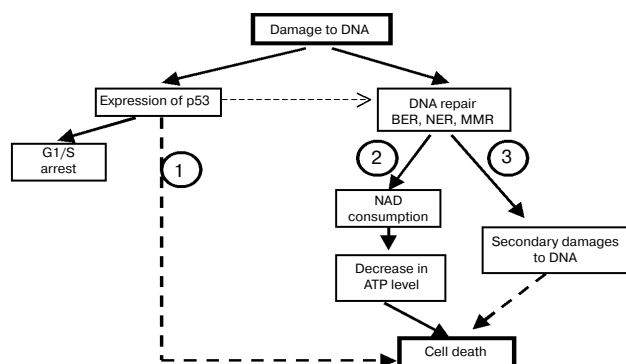 Damage to DNA
Expression of p53
DNA repair
BER, NER, MMR
G1/S
arrest
1
2
3
NAD
consumption
Secondary damages
to DNA
Decrease in
ATP level
Cell death